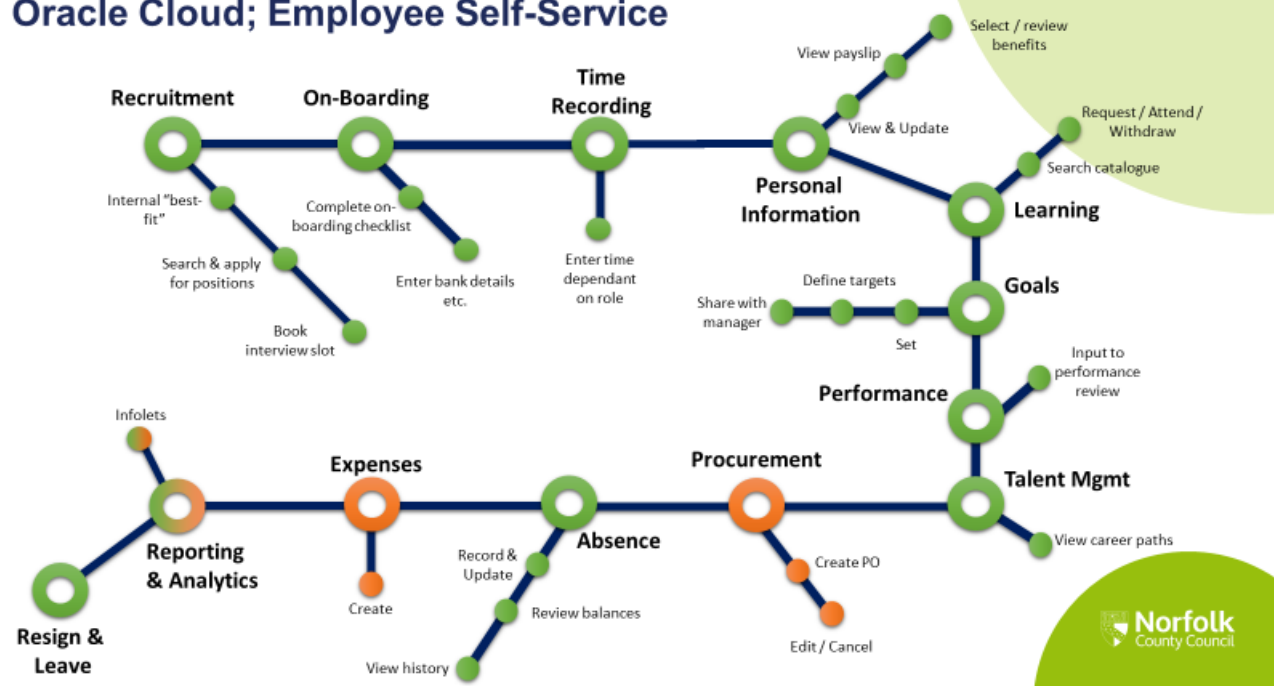 Oracle Cloud; Employee Self-Service
Recruitment
Internal "best-
fit"
Search & apply
for positions
Book
interview slot
On-Boarding
Complete on-
boarding checklist
Enter bank details
etc.
Time
Recording
Enter time
dependant
on role
Personal
Information
View & Update
View payslip
Select / review
benefits
Learning
Search catalogue
Request / Attend /
Withdraw
Goals
Set
Define targets
Share with
manager
Performance
Input to
performance
review
Talent Mgmt
View career paths
Procurement
Create PO
Edit / Cancel
Absence
Record &
Update
Review balances
View history
Expenses
Create
Reporting
& Analytics
Infolets
Resign &
Leave
Norfolk
County Council